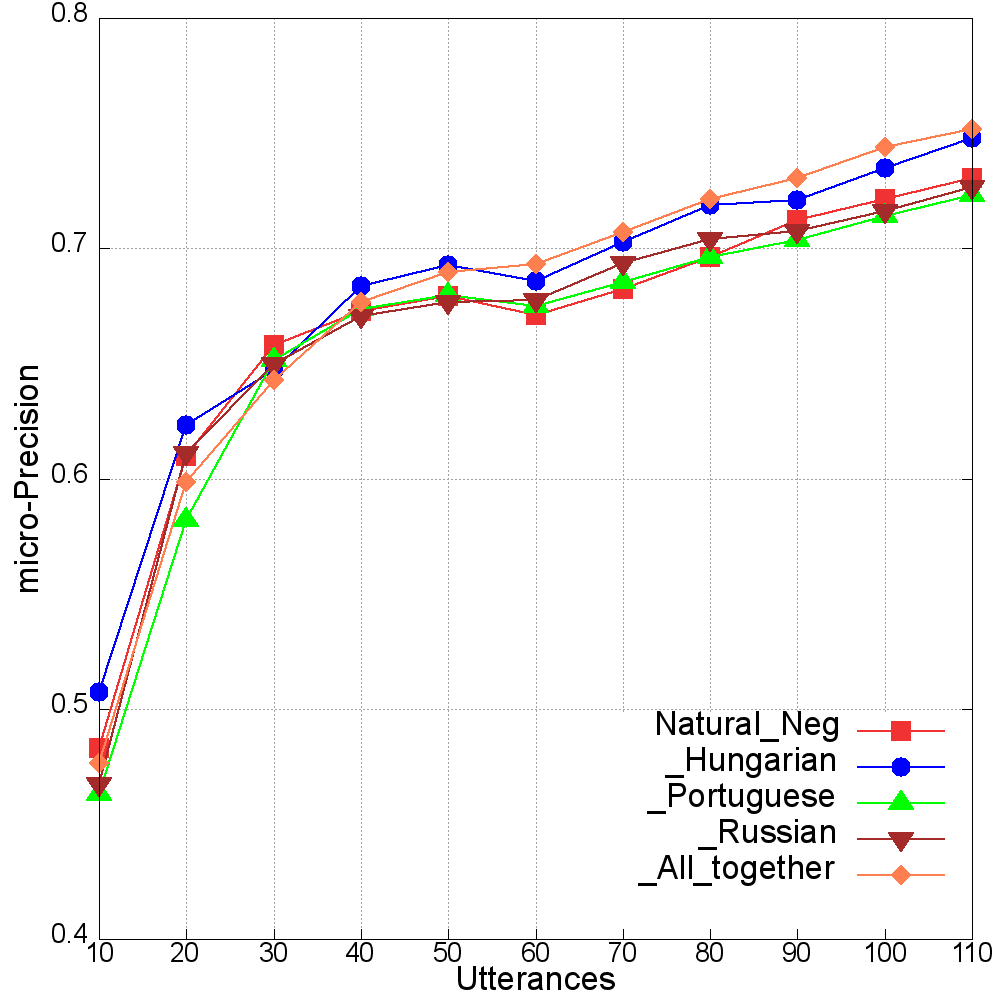 0.8
0.7
0.6
0.5
0.4
micro-Precision
Natural_Neg
_Hungarian
_Portuguese
_Russian
_All_together
10 20 30 40 50 60 70 80 90 100 110
Utterances